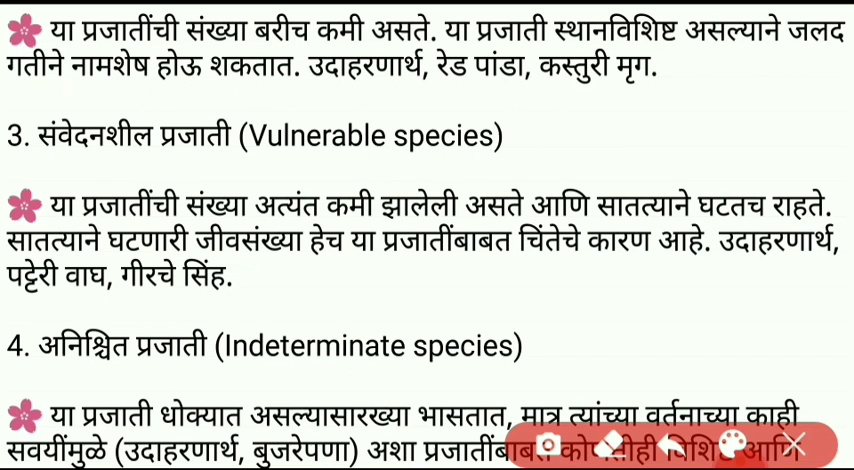 या प्रजातींची संख्या बरीच कमी असते. या प्रजाती स्थानविशिष्ट असल्याने जलद
गतीने नामशेष होऊ शकतात. उदाहरणार्थ, रेड पांडा, कस्तुरी मृग.
3. संवेदनशील प्रजाती (Vulnerable species)
या प्रजातींची संख्या अत्यंत कमी झालेली असते आणि सातत्याने घटतच राहते.
सातत्याने घटणारी जीवसंख्या हेच या प्रजातींबाबत चिंतेचे कारण आहे. उदाहरणार्थ,
पट्टेरी वाघ, गीरचे सिंह.
4. अनिश्चित प्रजाती (Indeterminate species)
या प्रजाती धोक्यात असल्यासारख्या भासतात, मात्र त्यांच्या वर्तनाच्या काही
सवयींमुळे (उदाहरणार्थ, बुजरेपणा) अशा प्रजातींबाबत आणि